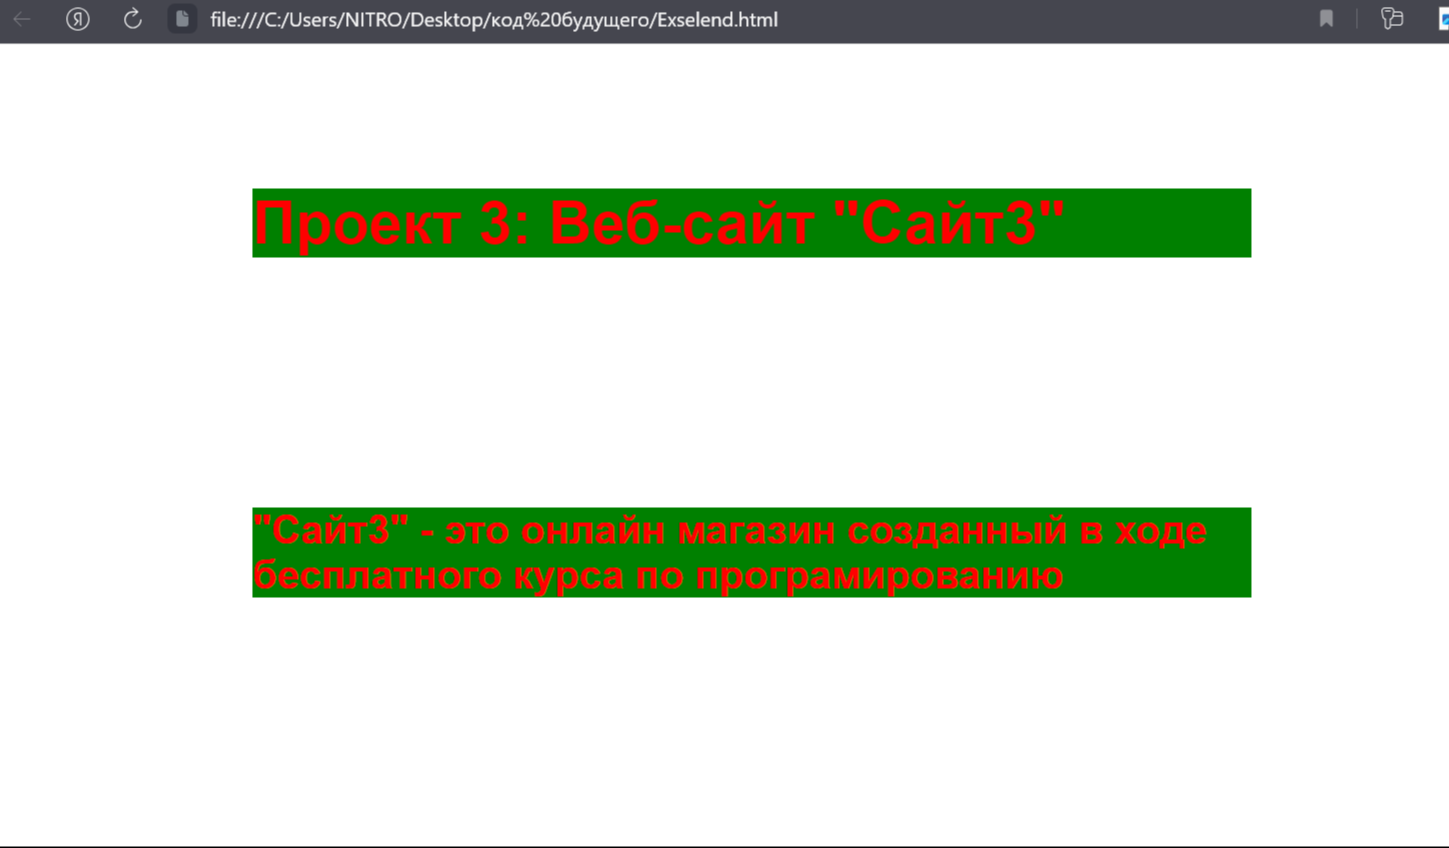 Я
file:///C:/Users/NITRO/Desktop/код%20будущего/Exselend.html
Проект 3: Веб-сайт "Сайт3"
"Сайт3" - это онлайн магазин созданный в ходе
бесплатного курса по програмированию